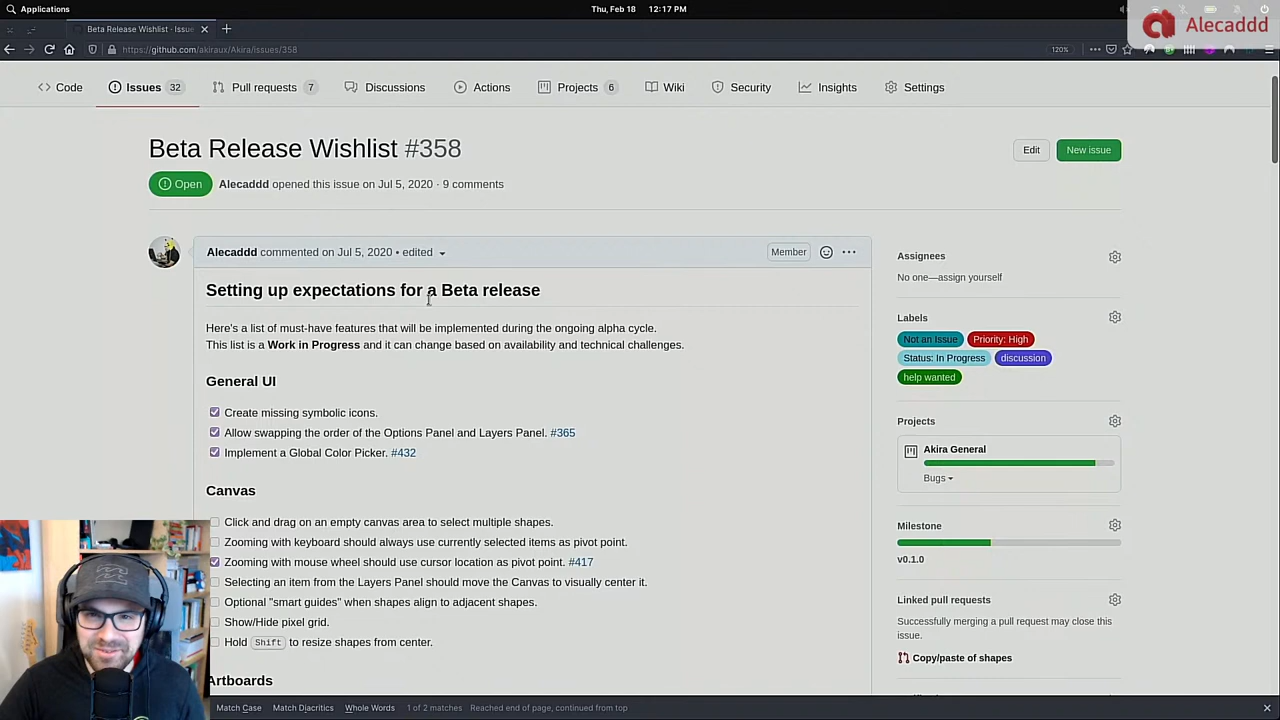 Applications
Thu, Feb 18 12:17 PM
Alecaddd
Beta Release Wishlist · Issue
https://github.com/akiraux/Akira/issues/358
120%
Code
Issues 32
Pull requests 7
Discussions
Actions
Projects 6
Wiki
Security
Insights
Settings
Beta Release Wishlist #358
Edit
New issue
Open
Alecaddd opened this issue on Jul 5, 2020 · 9 comments
Alecaddd commented on Jul 5, 2020 • edited
Member
Setting up expectations for a Beta release
Here's a list of must-have features that will be implemented during the ongoing alpha cycle.
This list is a Work in Progress and it can change based on availability and technical challenges.
General UI
Create missing symbolic icons.
Allow swapping the order of the Options Panel and Layers Panel. #365
Implement a Global Color Picker. #432
Canvas
Click and drag on an empty canvas area to select multiple shapes.
Zooming with keyboard should always use currently selected items as pivot point.
Zooming with mouse wheel should use cursor location as pivot point. #417
Selecting an item from the Layers Panel should move the Canvas to visually center it.
Optional "smart guides" when shapes align to adjacent shapes.
Show/Hide pixel grid.
Hold Shift to resize shapes from center.
Artboards
Assignees
No one—assign yourself
Labels
Not an Issue
Priority: High
Status: In Progress
discussion
help wanted
Projects
Akira General
Bugs
Milestone
v0.1.0
Linked pull requests
Successfully merging a pull request may close this
issue.
Copy/paste of shapes
Match Case
Match Diacritics
Whole Words
1 of 2 matches
Reached end of page, continued from top